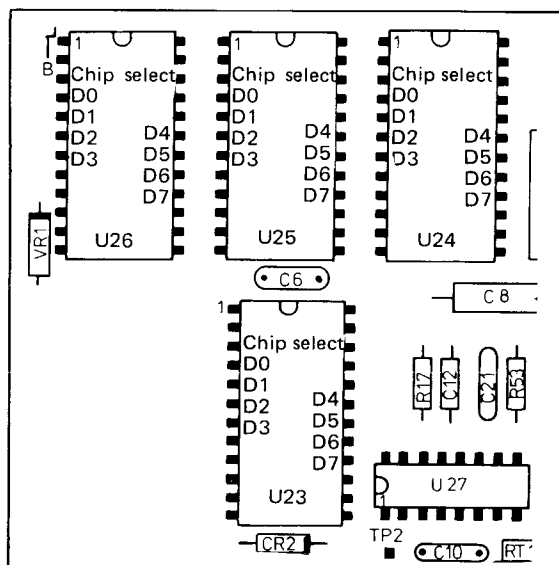 B
1
Chip select
D0
D1
D2
D3
D4
D5
D6
D7
U26
1
Chip select
D0
D1
D2
D3
D4
D5
D6
D7
U25
1
Chip select
D0
D1
D2
D3
D4
D5
D6
D7
U24
VR1
C6
C8
1
Chip select
D0
D1
D2
D3
D4
D5
D6
D7
U23
R17
C12
C21
R53
U27
1
CR2
TP2
C10
RT1